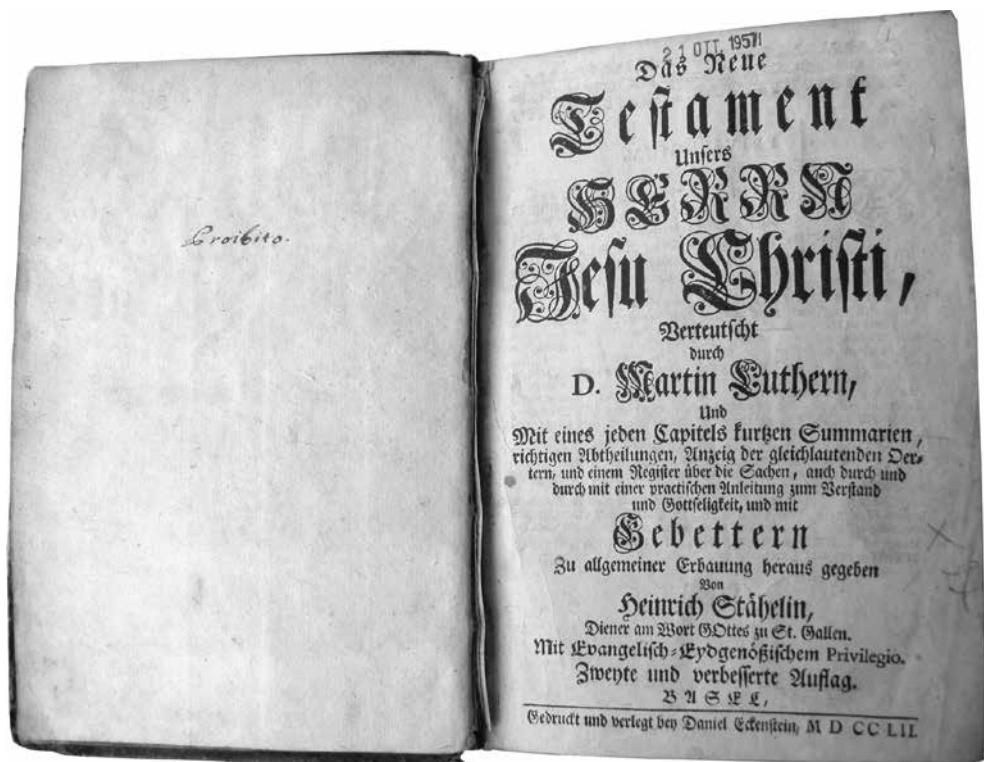 Proibito.
21 OTT. 1957
Das Neue
Testament
Unsers
HERRN
Jesu Christi,
Verteutscht
durch
D. Martin Luthern,
Und
Mit eines jeden Capitels kurtzen Summarien,
richtigen Abtheilungen, Anzeig der gleichlautenden Oer-
tern, und einem Register über die Sachen, auch durch und
durch mit einer practischen Anleitung zum Verstand
und Gottseligkeit, und mit
Gebettern
Zu allgemeiner Erbauung heraus gegeben
Von
Heinrich Stähelin,
Diener am Wort GOttes zu St. Gallen.
Mit Evangelisch-Eydgenößischem Privilegio.
Zweyte und verbesserte Auflag.
BASEL,
Gedruckt und verlegt bey Daniel Eckenstein, M D CC LII.